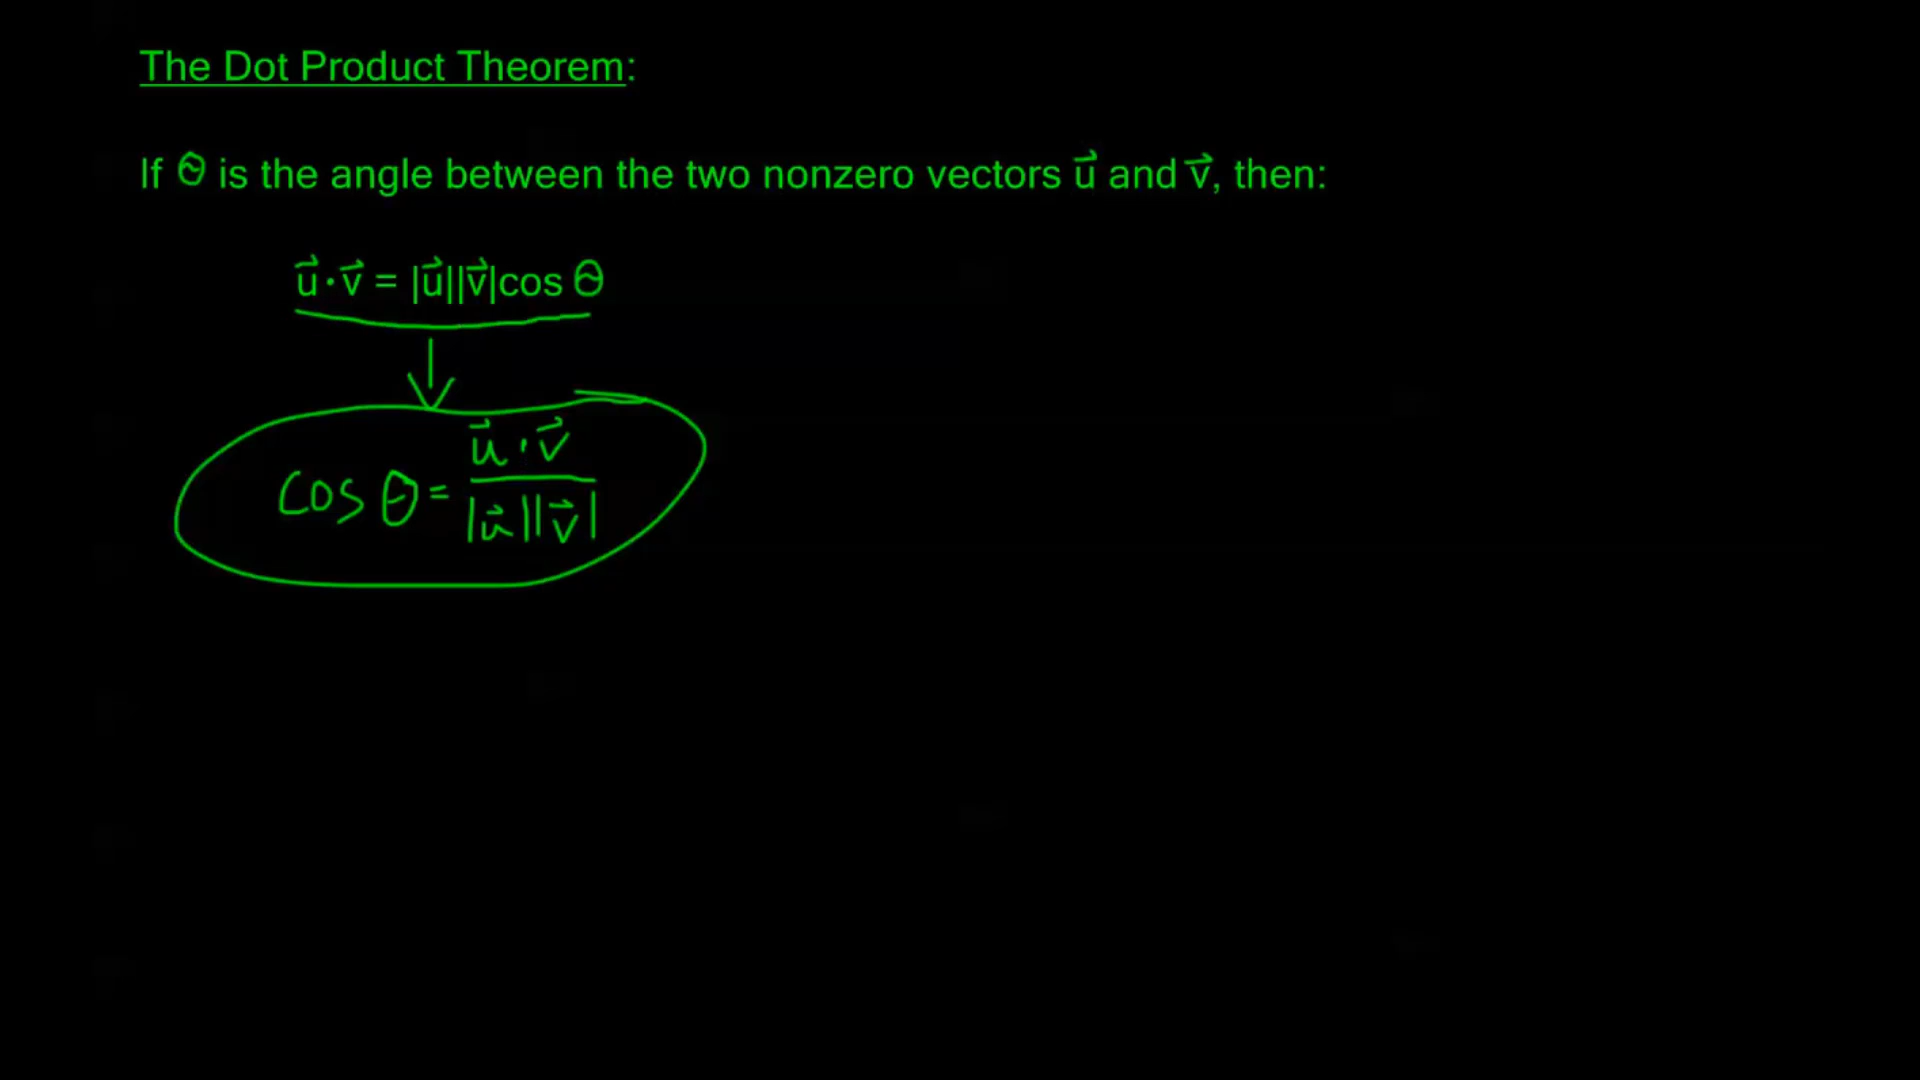 The Dot Product Theorem:
If θ is the angle between the two nonzero vectors u⃗ and v⃗, then:
u⃗·v⃗ = |u⃗||v⃗|cos θ
cos θ = u⃗·v⃗ / |u⃗||v⃗|